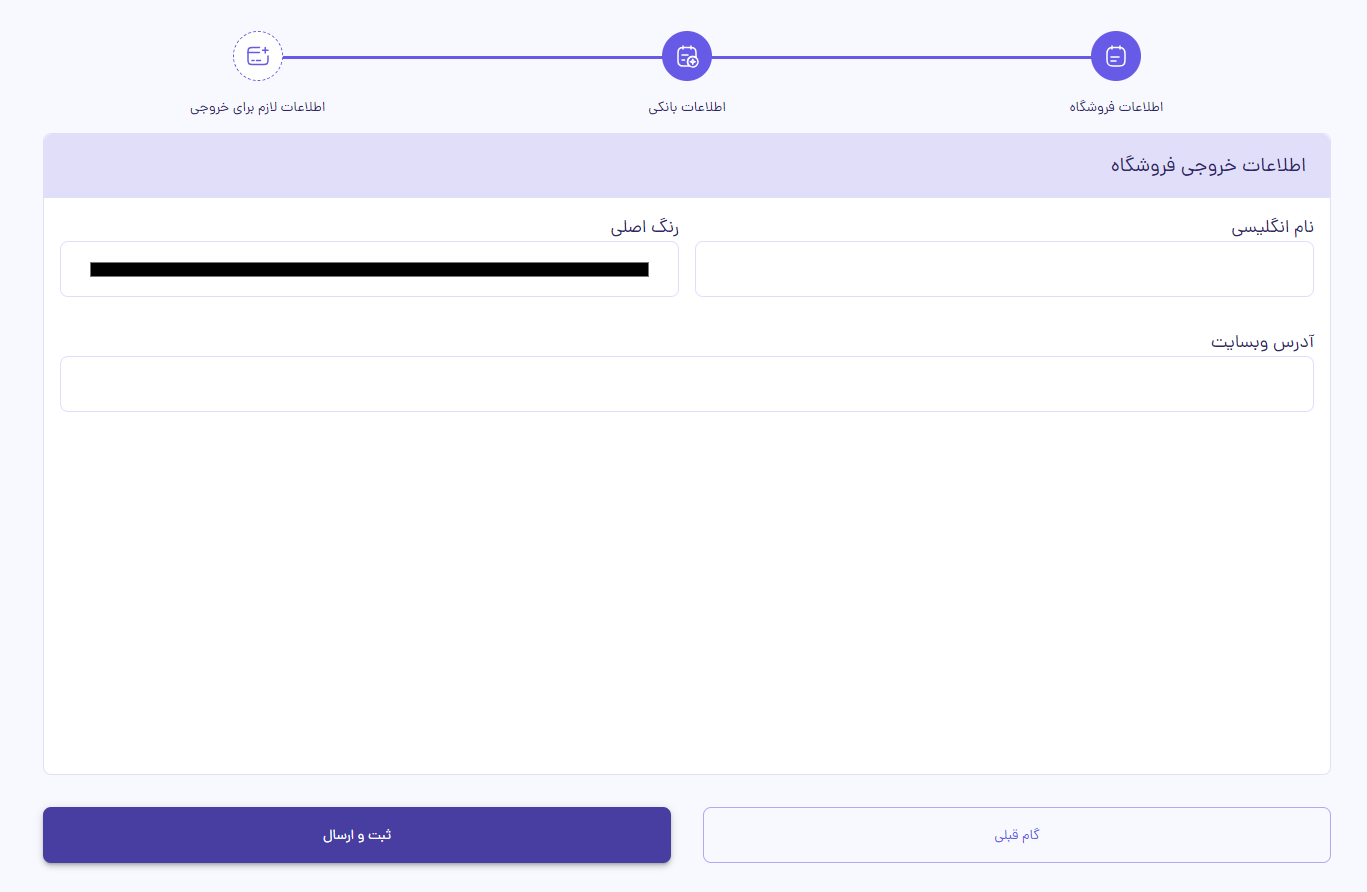 اطلاعات فروشگاه
اطلاعات بانکی
اطلاعات لازم برای خروجی
اطلاعات خروجی فروشگاه
نام انگلیسی
رنگ اصلی
آدرس وبسایت
گام قبلی
ثبت و ارسال